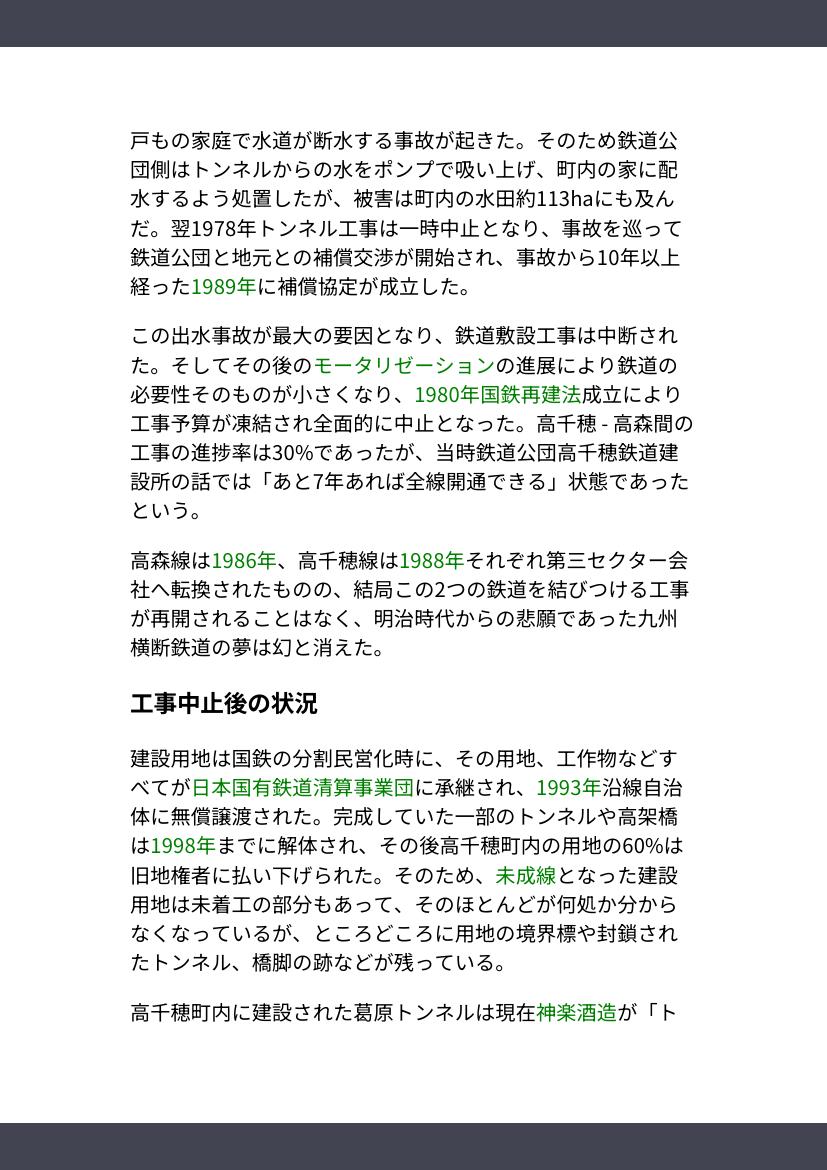 戸もの家庭で水道が断水する事故が起きた。そのため鉄道公
団側はトンネルからの水をポンプで吸い上げ、町内の家に配
水するよう処置したが、被害は町内の水田約113haにも及ん
だ。翌1978年トンネル工事は一時中止となり、事故を巡って
鉄道公団と地元との補償交渉が開始され、事故から10年以上
経った1989年に補償協定が成立した。
この出水事故が最大の要因となり、鉄道敷設工事は中断され
た。そしてその後のモータリゼーションの進展により鉄道の
必要性そのものが小さくなり、1980年国鉄再建法成立により
工事予算が凍結され全面的に中止となった。高千穂 - 高森間の
工事の進捗率は30%であったが、当時鉄道公団高千穂鉄道建
設所の話では「あと7年あれば全線開通できる」状態であった
という。
高森線は1986年、高千穂線は1988年それぞれ第三セクター会
社へ転換されたものの、結局この2つの鉄道を結びつける工事
が再開されることはなく、明治時代からの悲願であった九州
横断鉄道の夢は幻と消えた。
工事中止後の状況
建設用地は国鉄の分割民営化時に、その用地、工作物などす
べてが日本国有鉄道清算事業団に承継され、1993年沿線自治
体に無償譲渡された。完成していた一部のトンネルや高架橋
は1998年までに解体され、その後高千穂町内の用地の60%は
旧地権者に払い下げられた。そのため、未成線となった建設
用地は未着工の部分もあって、そのほとんどが何処か分から
なくなっているが、ところどころに用地の境界標や封鎖され
たトンネル、橋脚の跡などが残っている。
高千穂町内に建設された葛原トンネルは現在神楽酒造が「ト